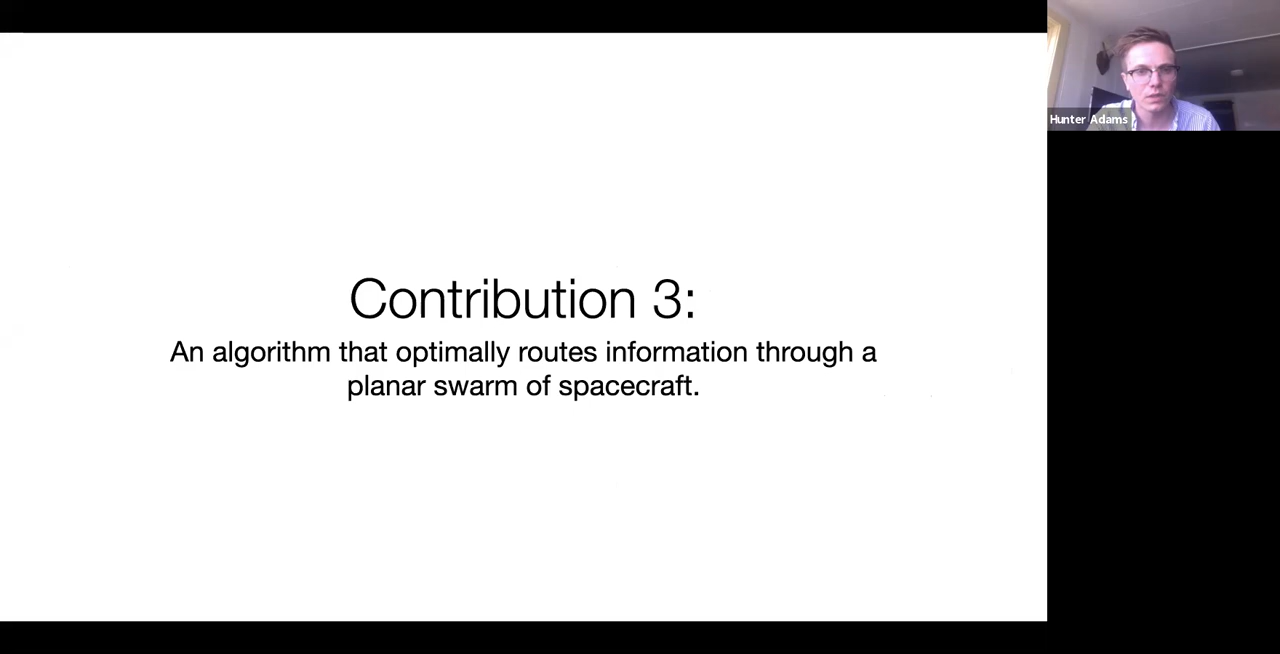 Hunter Adams
Contribution 3:
An algorithm that optimally routes information through a
planar swarm of spacecraft.